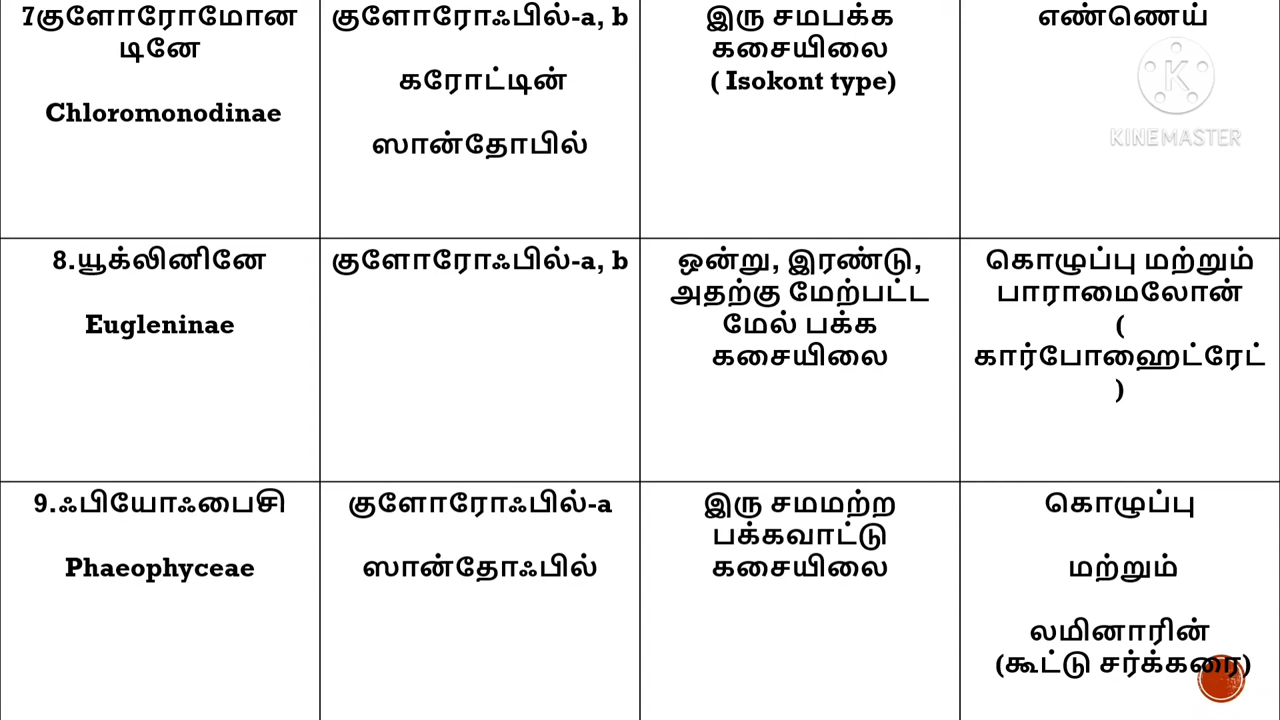 7குளோரோமோன
டினே
Chloromonodinae
குளோரோஃபில்-a, b
கரோட்டின்
ஸான்தோபில்
இரு சமபக்க
கசையிலை
( Isokont type)
எண்ணெய்
K
KINEMASTER
8.யூக்லினினே
Eugleninae
குளோரோஃபில்-a, b
ஒன்று, இரண்டு,
அதற்கு மேற்பட்ட
மேல் பக்க
கசையிலை
கொழுப்பு மற்றும்
பாராமைலோன்
(
கார்போஹைட்ரேட்
)
9.ஃபியோஃபைசி
Phaeophyceae
குளோரோஃபில்-a
ஸான்தோஃபில்
இரு சமமற்ற
பக்கவாட்டு
கசையிலை
கொழுப்பு
மற்றும்
லமினாரின்
(கூட்டு சர்க்கரை)